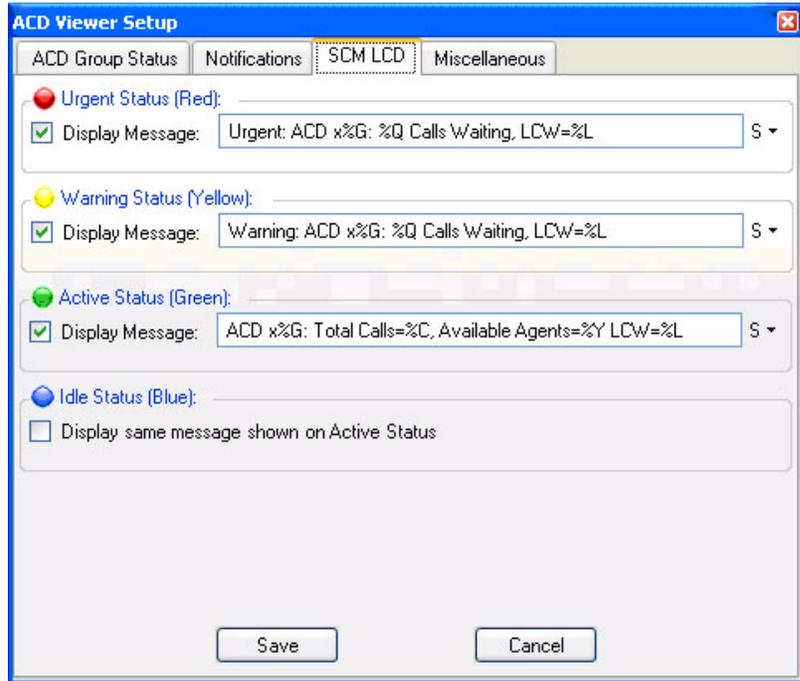 ACD Viewer Setup
ACD Group Status Notifications SCM LCD Miscellaneous
Urgent Status (Red):
Display Message: Urgent: ACD x%G: %Q Calls Waiting, LCW=%L S
Warning Status (Yellow):
Display Message: Warning: ACD x%G: %Q Calls Waiting, LCW=%L S
Active Status (Green):
Display Message: ACD x%G: Total Calls=%C, Available Agents=%Y LCW=%L S
Idle Status (Blue):
Display same message shown on Active Status
Save Cancel